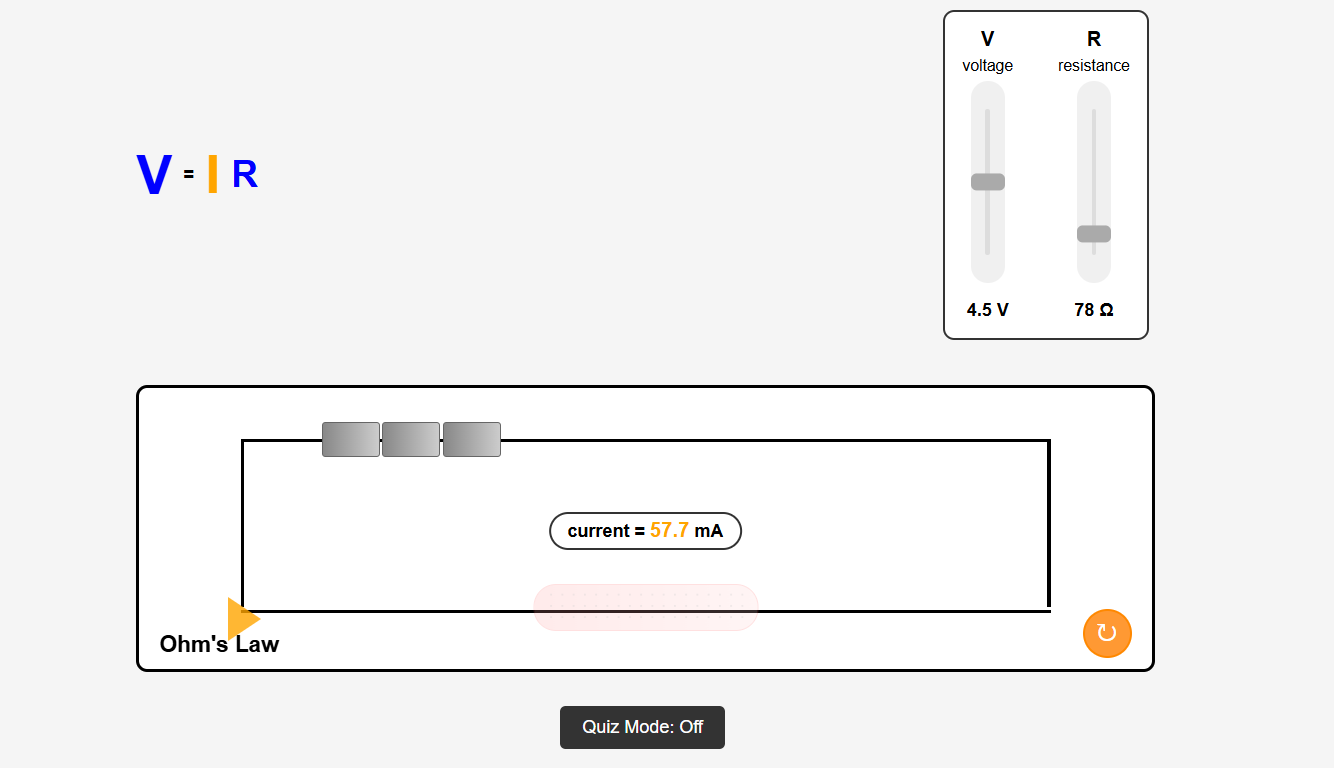 V R
voltage resistance
V = I R
4.5 V 78 Ω
current = 57.7 mA
Ohm's Law
↻
Quiz Mode: Off